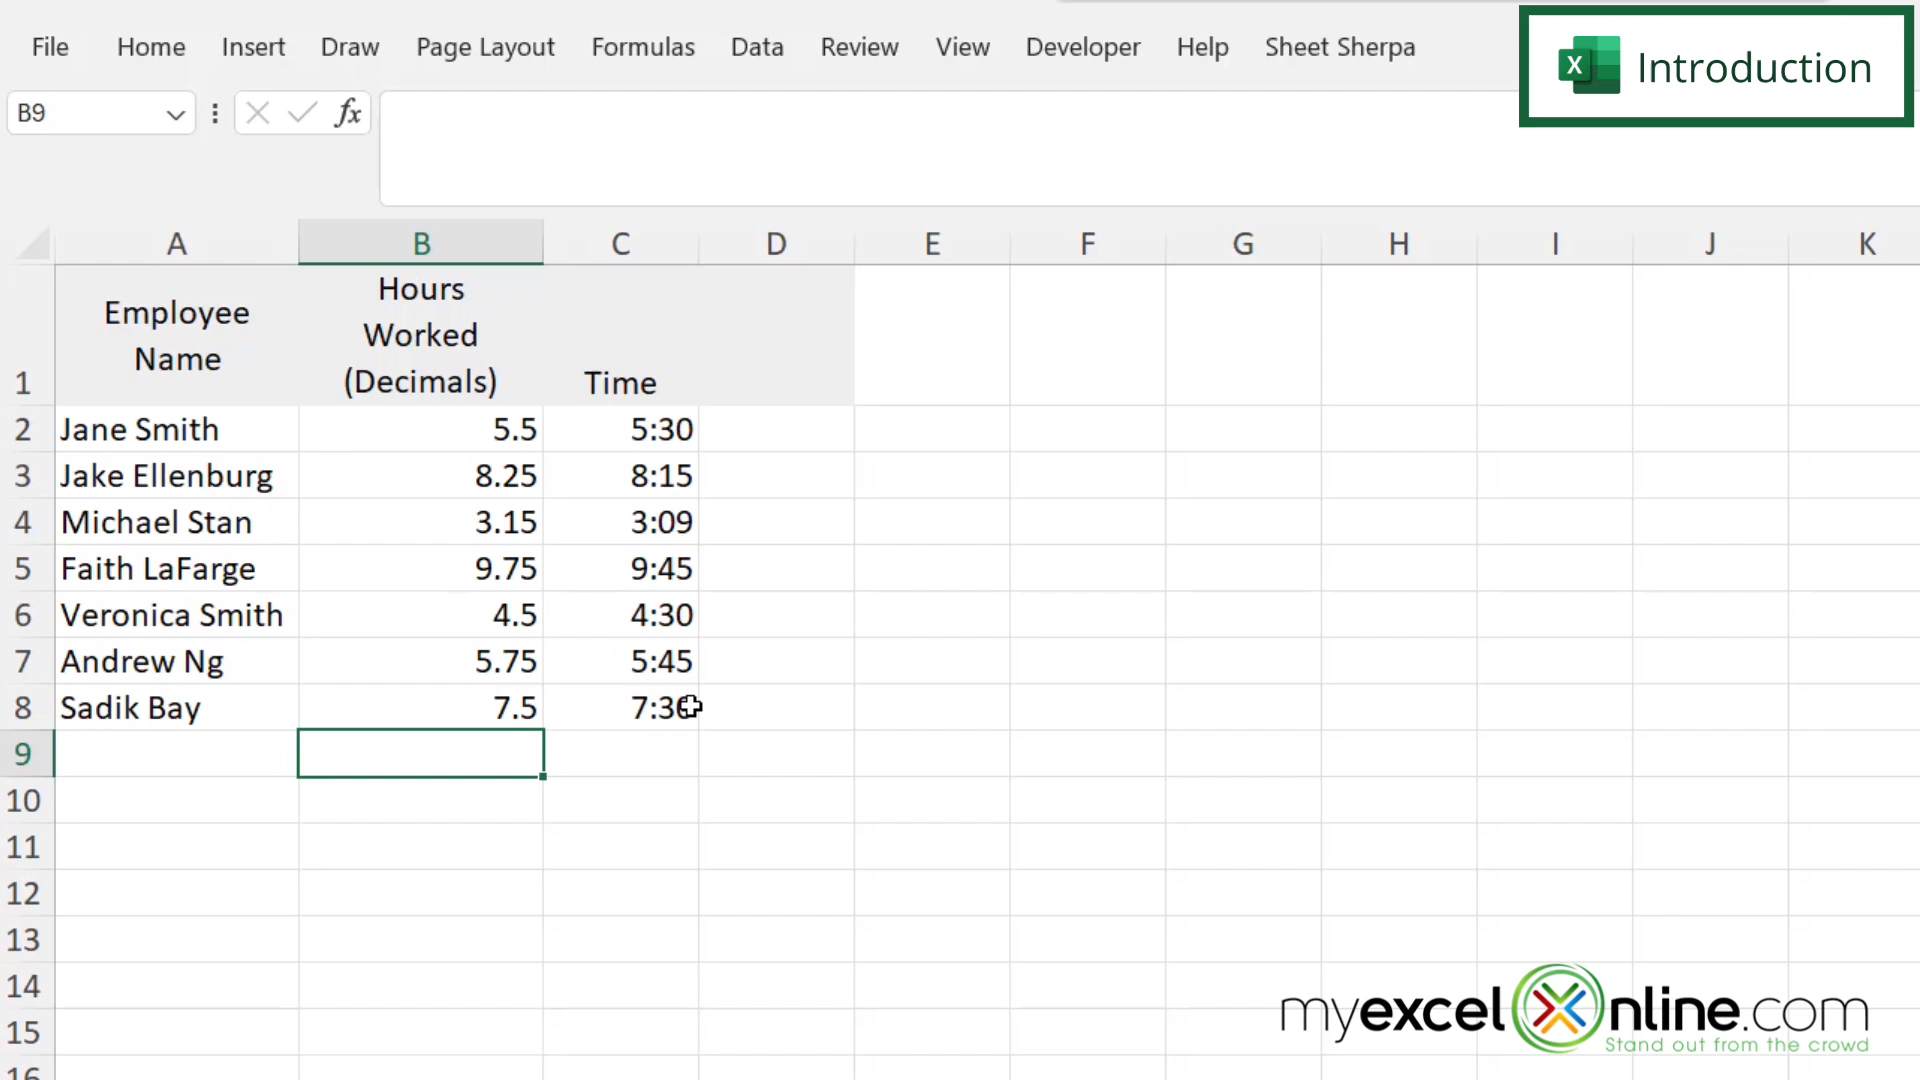 File Home Insert Draw Page Layout Formulas Data Review View Developer Help Sheet Sherpa
X Introduction
B9 fx
A B C D E F G H I J K
1 Employee Name Hours Worked (Decimals) Time
2 Jane Smith 5.5 5:30
3 Jake Ellenburg 8.25 8:15
4 Michael Stan 3.15 3:09
5 Faith LaFarge 9.75 9:45
6 Veronica Smith 4.5 4:30
7 Andrew Ng 5.75 5:45
8 Sadik Bay 7.5 7:30
9
10
11
12
13
14
15
16
myexcelonline.com
Stand out from the crowd